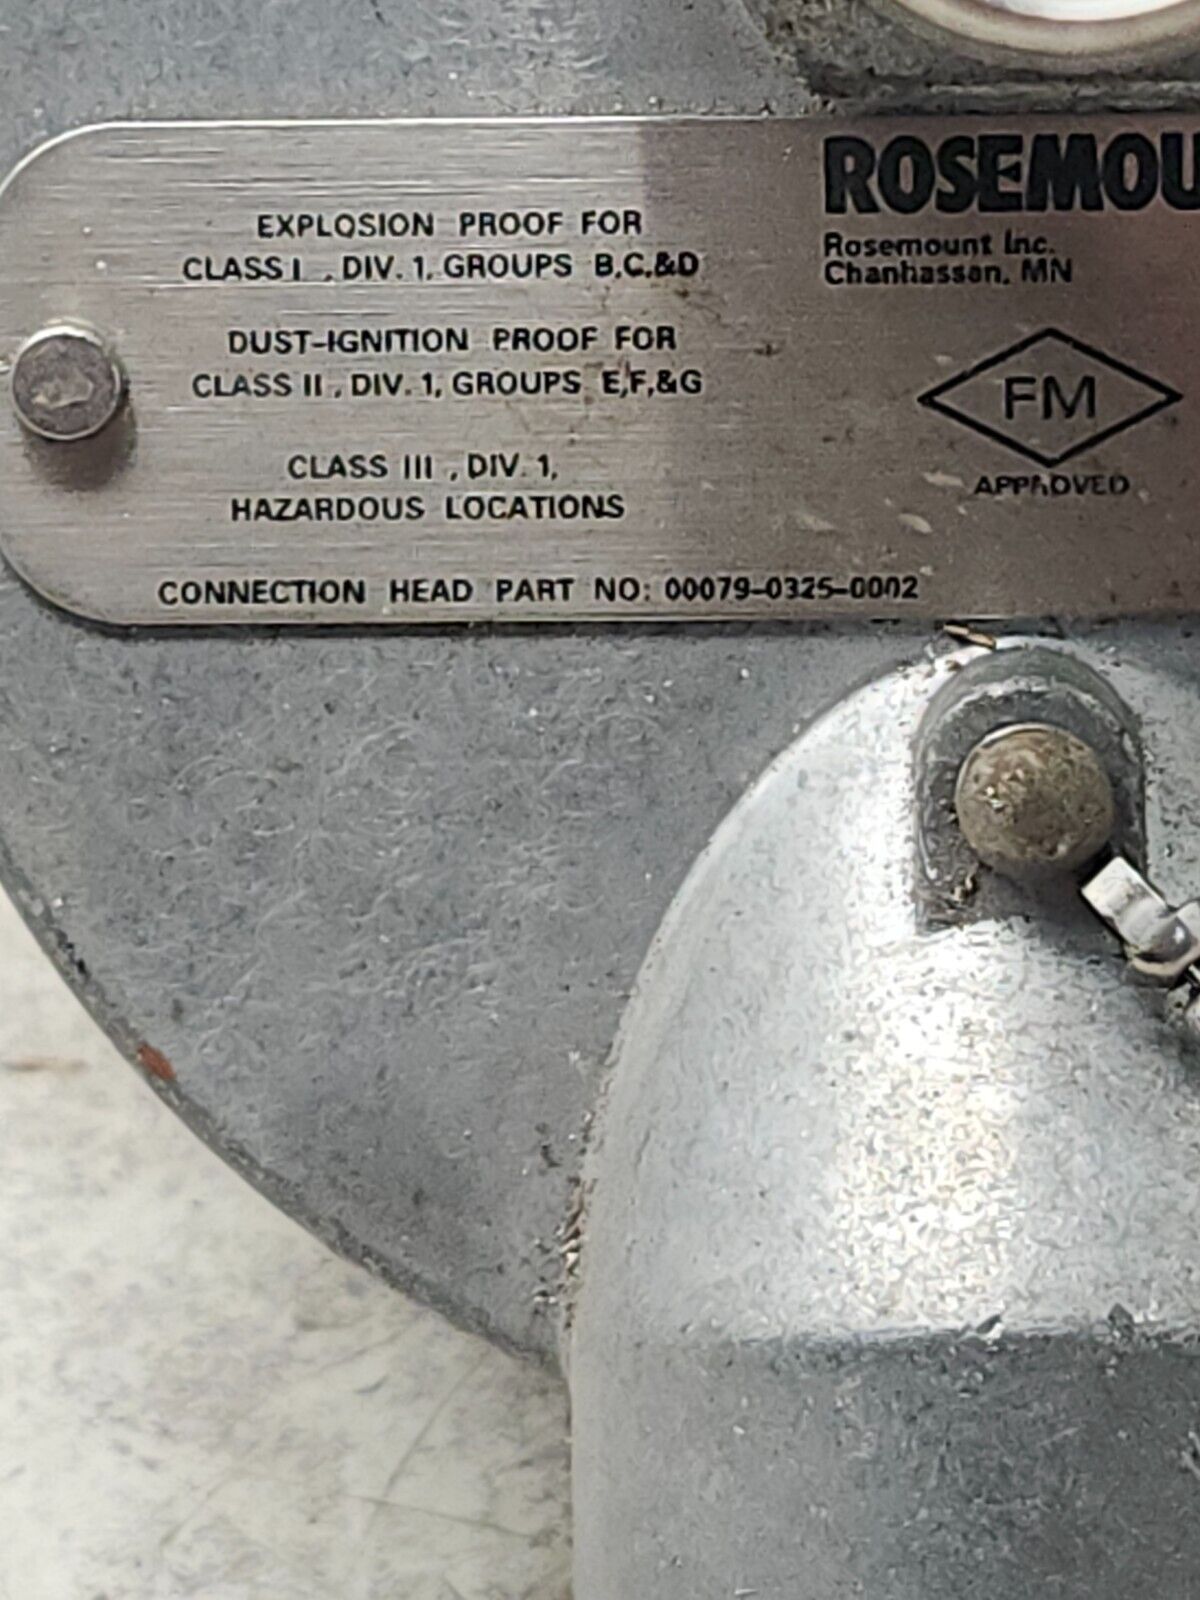 EXPLOSION PROOF FOR
CLASS I , DIV. 1, GROUPS B,C,&D
DUST-IGNITION PROOF FOR
CLASS II , DIV. 1, GROUPS E,F,&G
CLASS III , DIV. 1,
HAZARDOUS LOCATIONS
CONNECTION HEAD PART NO: 00079-0325-0002
ROSEMOU
Rosemount Inc.
Chanhassan, MN
FM
APPROVED